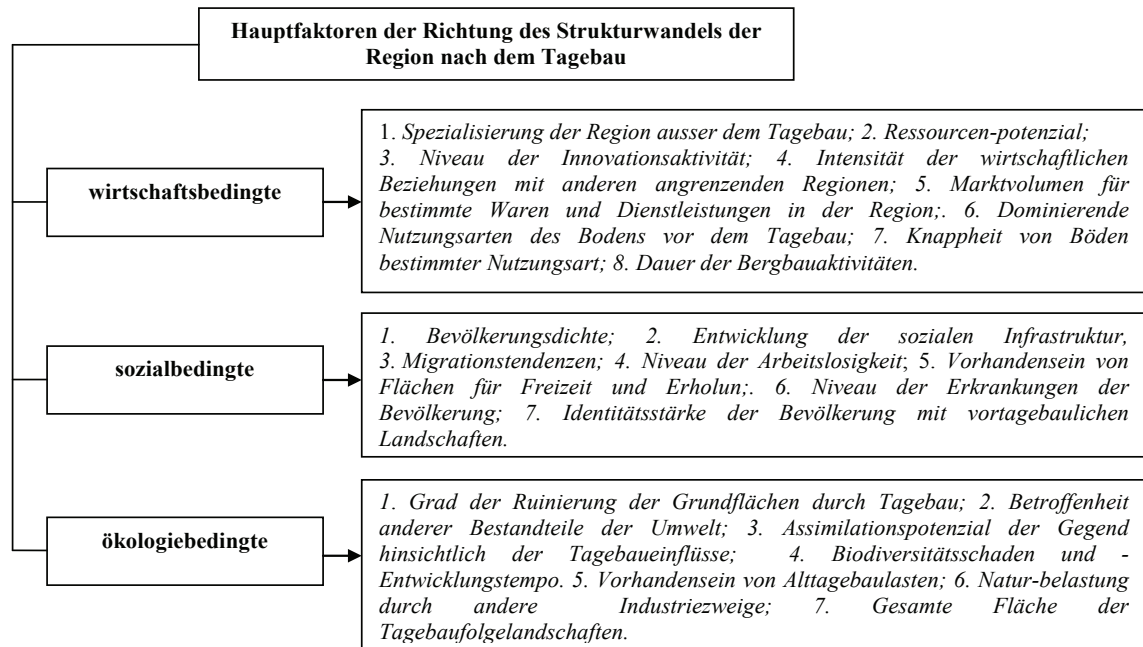 Hauptfaktoren der Richtung des Strukturwandels der
Region nach dem Tagebau
wirtschaftsbedingte
1. Spezialisierung der Region ausser dem Tagebau; 2. Ressourcen-potenzial;
3. Niveau der Innovationsaktivität; 4. Intensität der wirtschaftlichen
Beziehungen mit anderen angrenzenden Regionen; 5. Marktvolumen für
bestimmte Waren und Dienstleistungen in der Region;. 6. Dominierende
Nutzungsarten des Bodens vor dem Tagebau; 7. Knappheit von Böden
bestimmter Nutzungsart; 8. Dauer der Bergbauaktivitäten.
sozialbedingte
1. Bevölkerungsdichte; 2. Entwicklung der sozialen Infrastruktur,
3. Migrationstendenzen; 4. Niveau der Arbeitslosigkeit; 5. Vorhandensein von
Flächen für Freizeit und Erholun;. 6. Niveau der Erkrankungen der
Bevölkerung; 7. Identitätsstärke der Bevölkerung mit vortagebaulichen
Landschaften.
ökologiebedingte
1. Grad der Ruinierung der Grundflächen durch Tagebau; 2. Betroffenheit
anderer Bestandteile der Umwelt; 3. Assimilationspotenzial der Gegend
hinsichtlich der Tagebaueinflüsse; 4. Biodiversitätsschaden und -
Entwicklungstempo. 5. Vorhandensein von Alttagebaulasten; 6. Natur-belastung
durch andere Industriezweige; 7. Gesamte Fläche der
Tagebaufolgelandschaften.